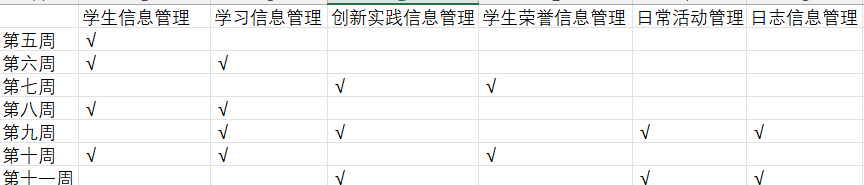 学生信息管理 学习信息管理 创新实践信息管理 学生荣誉信息管理 日常活动管理 日志信息管理
第五周 √
第六周 √ √
第七周 √ √
第八周 √ √
第九周 √ √ √ √
第十周 √ √ √
第十一周 √ √ √